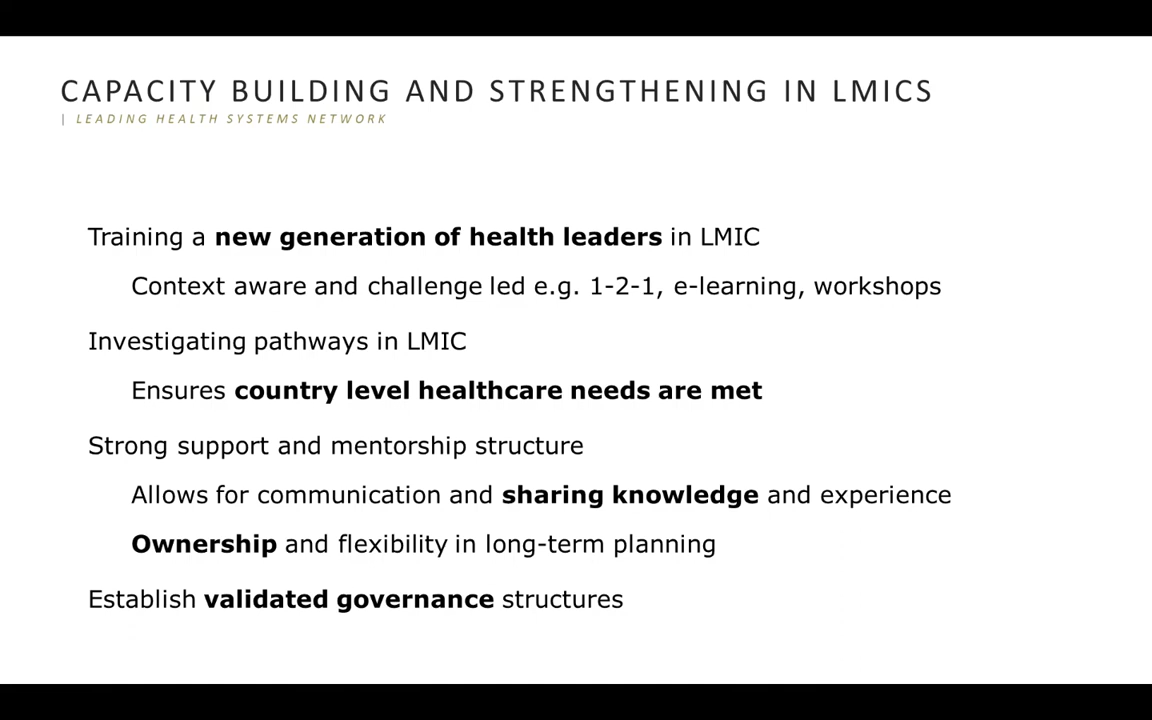 CAPACITY BUILDING AND STRENGTHENING IN LMICS
| LEADING HEALTH SYSTEMS NETWORK
Training a new generation of health leaders in LMIC
Context aware and challenge led e.g. 1-2-1, e-learning, workshops
Investigating pathways in LMIC
Ensures country level healthcare needs are met
Strong support and mentorship structure
Allows for communication and sharing knowledge and experience
Ownership and flexibility in long-term planning
Establish validated governance structures